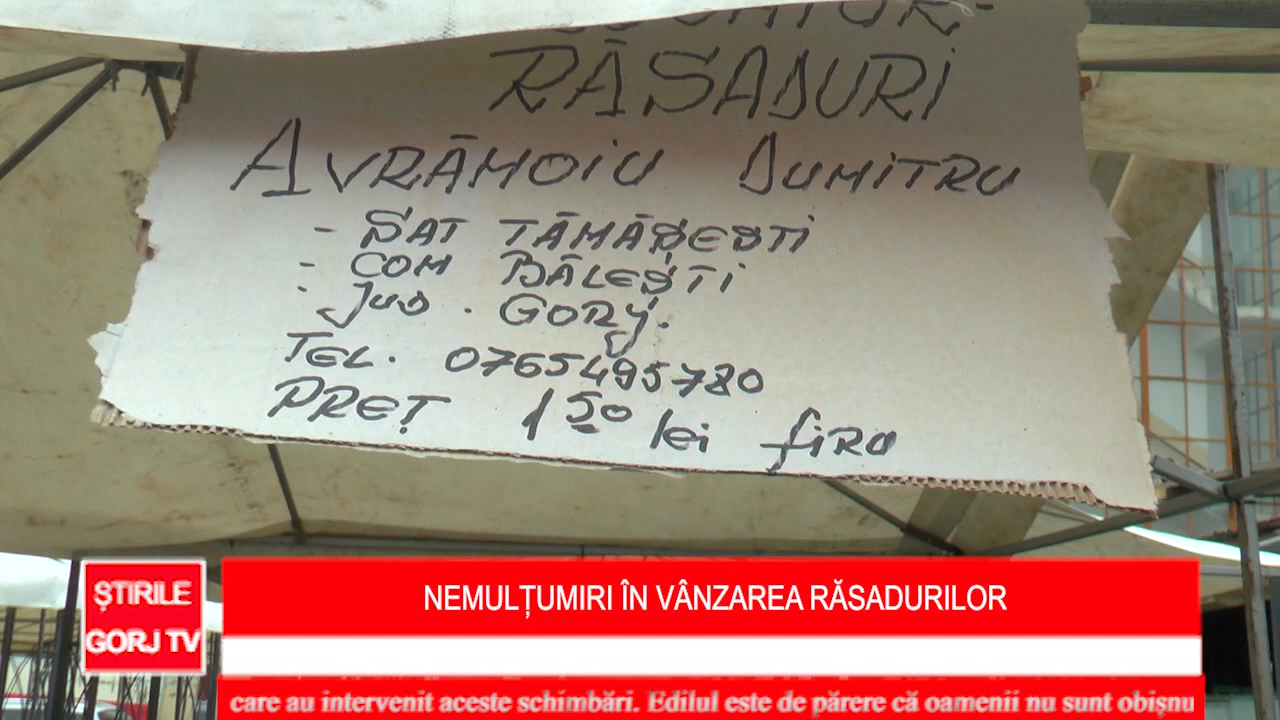 RĂSADURI
AVRĂMOIU DUMITRU
- SAT TĂMĂȘEȘTI
- COM BĂLEȘTI
- JUD. GORJ.
TEL. 0765495780
PREȚ 1 50 lei firu
ȘTIRILE
GORJ TV
NEMULȚUMIRI ÎN VÂNZAREA RĂSADURILOR
care au intervenit aceste schimbări. Edilul este de părere că oamenii nu sunt obișnu